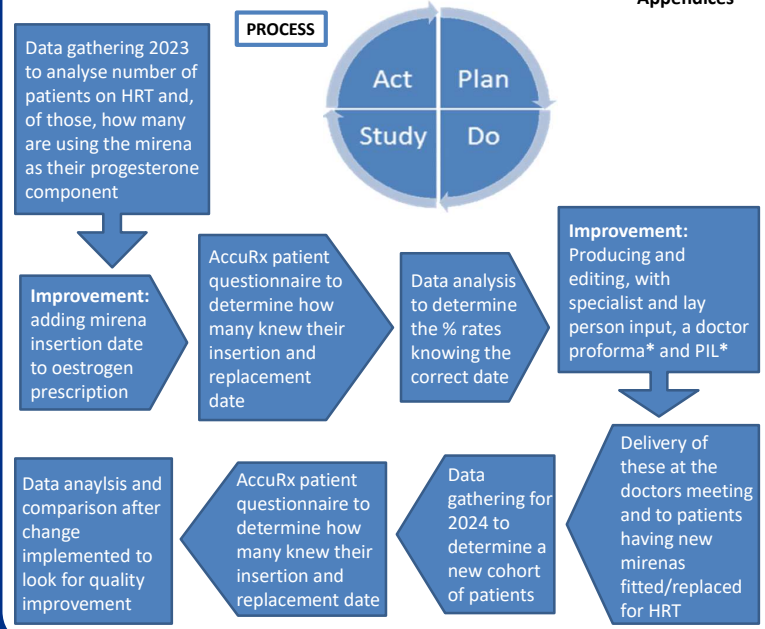 Appendices
PROCESS
Data gathering 2023
to analyse number of
patients on HRT and,
of those, how many
are using the mirena
as their progesterone
component
Act
Plan
Study
Do
Improvement:
adding mirena
insertion date
to oestrogen
prescription
AccuRx patient
questionnaire to
determine how
many knew their
insertion and
replacement
date
Data analysis
to determine
the % rates
knowing the
correct date
Improvement:
Producing and
editing, with
specialist and lay
person input, a doctor
proforma* and PIL*
Delivery of
these at the
doctors meeting
and to patients
having new
mirenas
fitted/replaced
for HRT
Data
gathering for
2024 to
determine a
new cohort
of patients
AccuRx patient
questionnaire to
determine how
many knew their
insertion and
replacement date
Data anaylsis and
comparison after
change
implemented to
look for quality
improvement